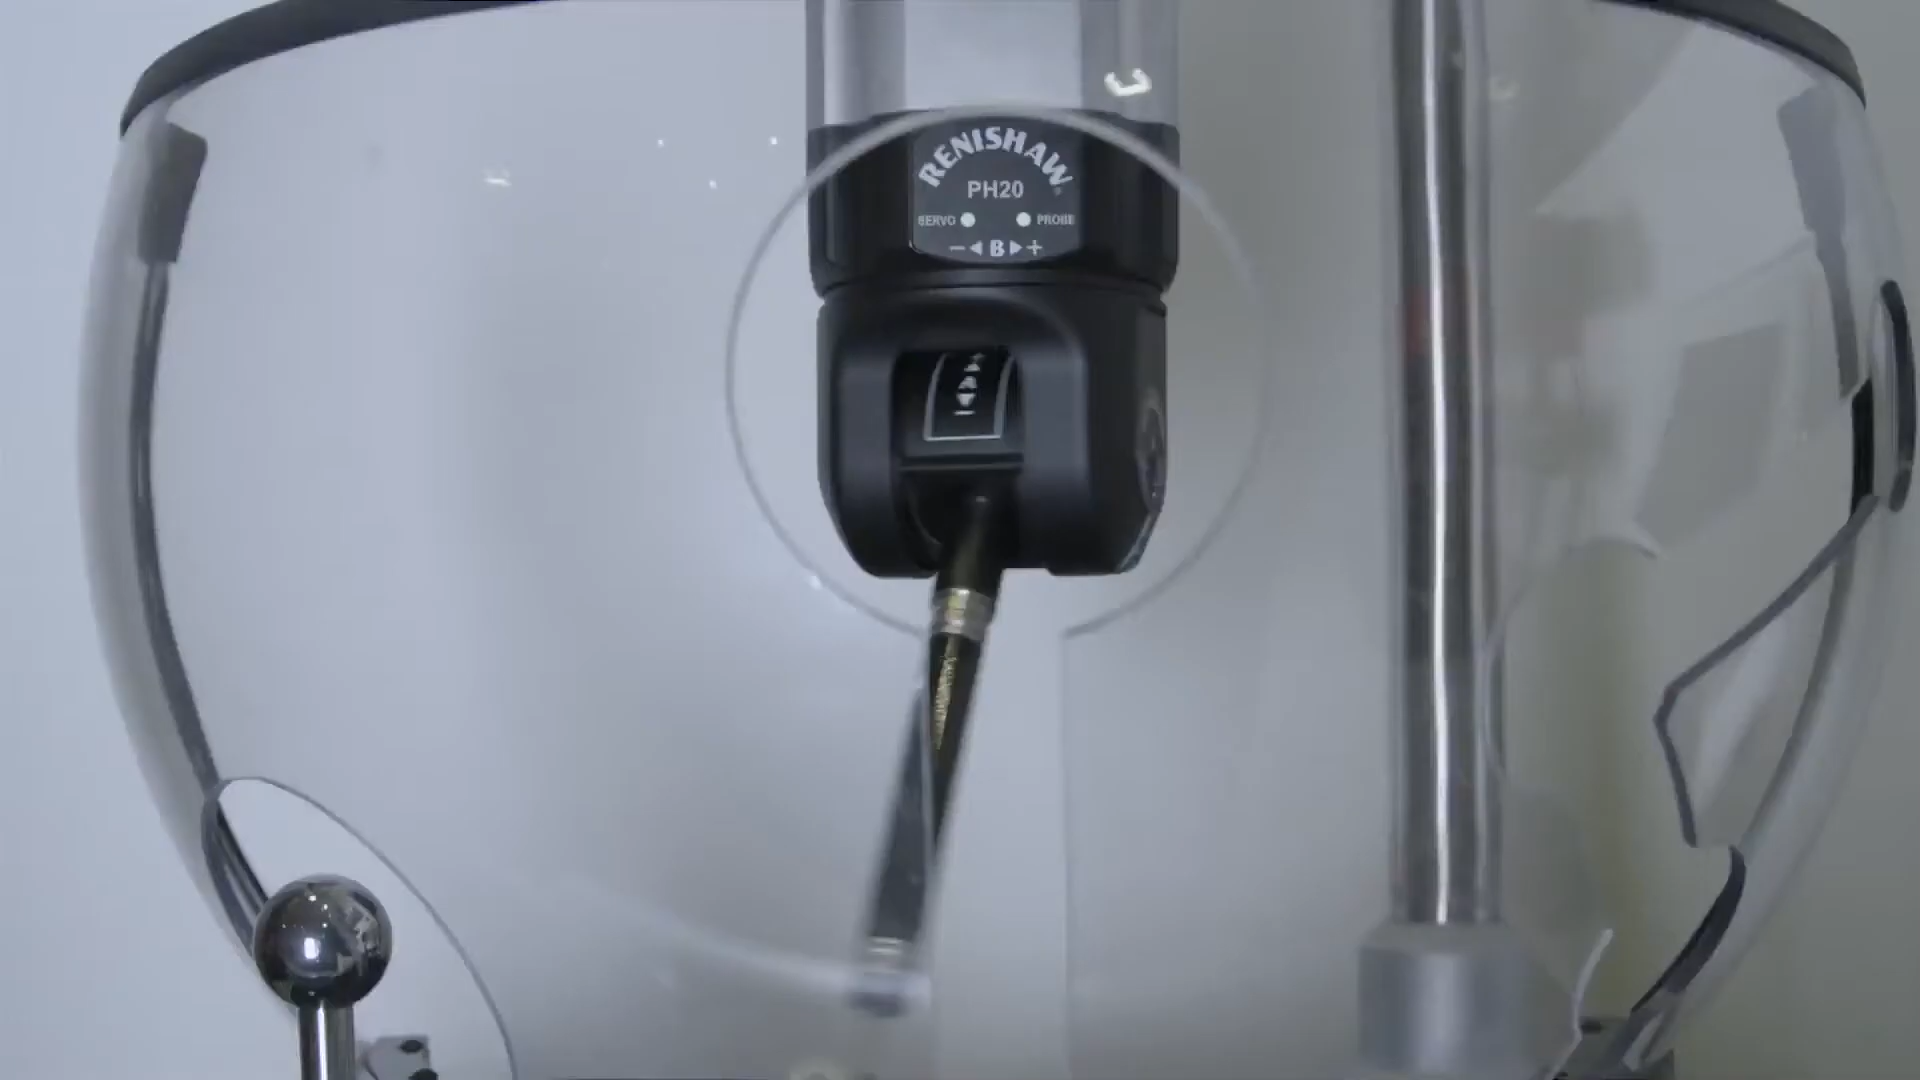 RENISHAW
PH20
SERVO PROBE
− ◀ B ▶ +
A